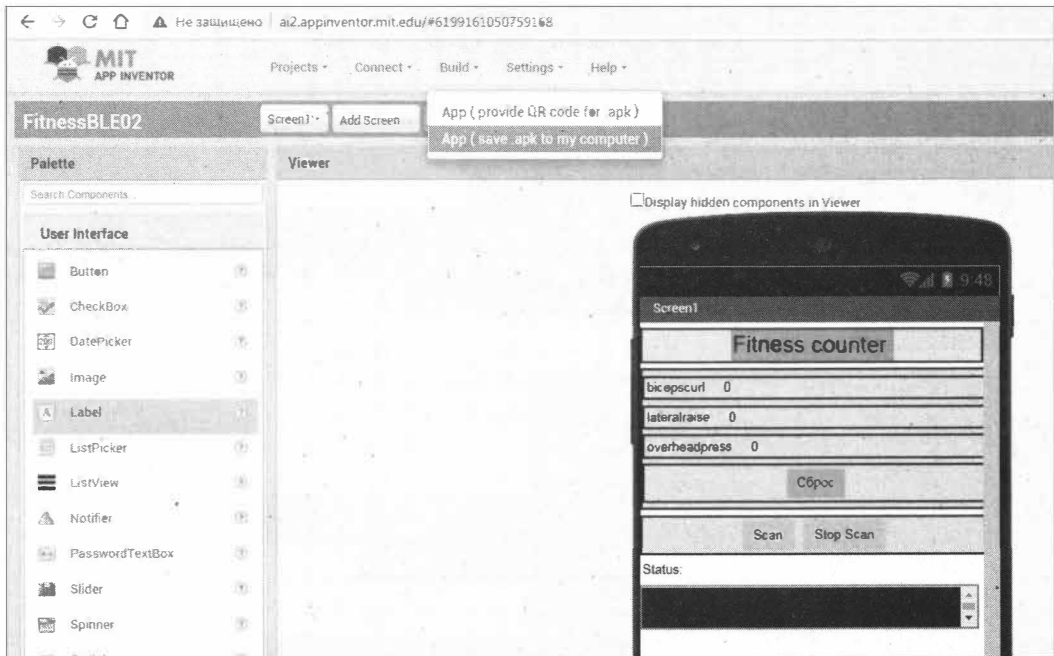 Не защищено ai2.appinventor.mit.edu/#6199161050759168
MIT
APP INVENTOR
Projects Connect Build Settings Help
FitnessBLE02
Screen1 Add Screen
App ( provide QR code for .apk )
App ( save .apk to my computer )
Palette
Viewer
Search Components...
Display hidden components in Viewer
User Interface
Button
CheckBox
DatePicker
Image
Label
ListPicker
ListView
Notifier
PasswordTextBox
Slider
Spinner
9:48
Screen1
Fitness counter
bicepscurl 0
lateralraise 0
overheadpress 0
Сброс
Scan Stop Scan
Status: